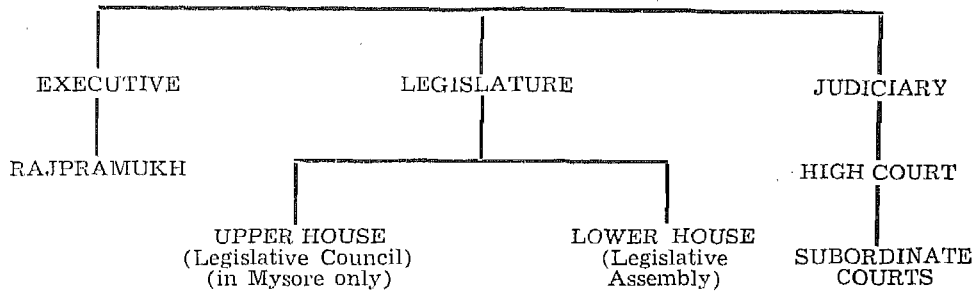 EXECUTIVE
LEGISLATURE
JUDICIARY
RAJPRAMUKH
HIGH COURT
UPPER HOUSE
(Legislative Council)
(in Mysore only)
LOWER HOUSE
(Legislative
Assembly)
SUBORDINATE
COURTS